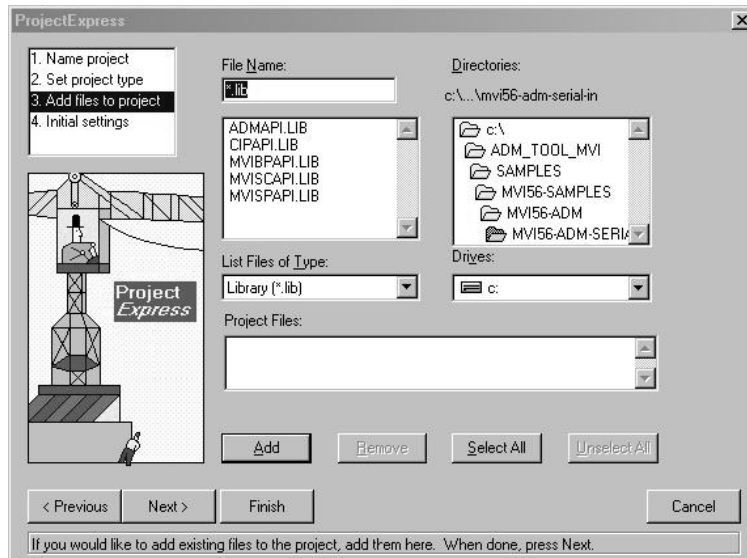 ProjectExpress
1. Name project
2. Set project type
3. Add files to project
4. Initial settings
Project
Express
File Name:
*.lib
ADMAPI.LIB
CIPAPI.LIB
MVIBPAPI.LIB
MVISCAPI.LIB
MVISPAPI.LIB
List Files of Type:
Library (*.lib)
Directories:
c:\...\mvi56-adm-serial-in
c:\
ADM_TOOL_MVI
SAMPLES
MVI56-SAMPLES
MVI56-ADM
MVI56-ADM-SERIA
Drives:
c:
Project Files:
Add
Remove
Select All
Unselect All
< Previous
Next >
Finish
Cancel
If you would like to add existing files to the project, add them here. When done, press Next.